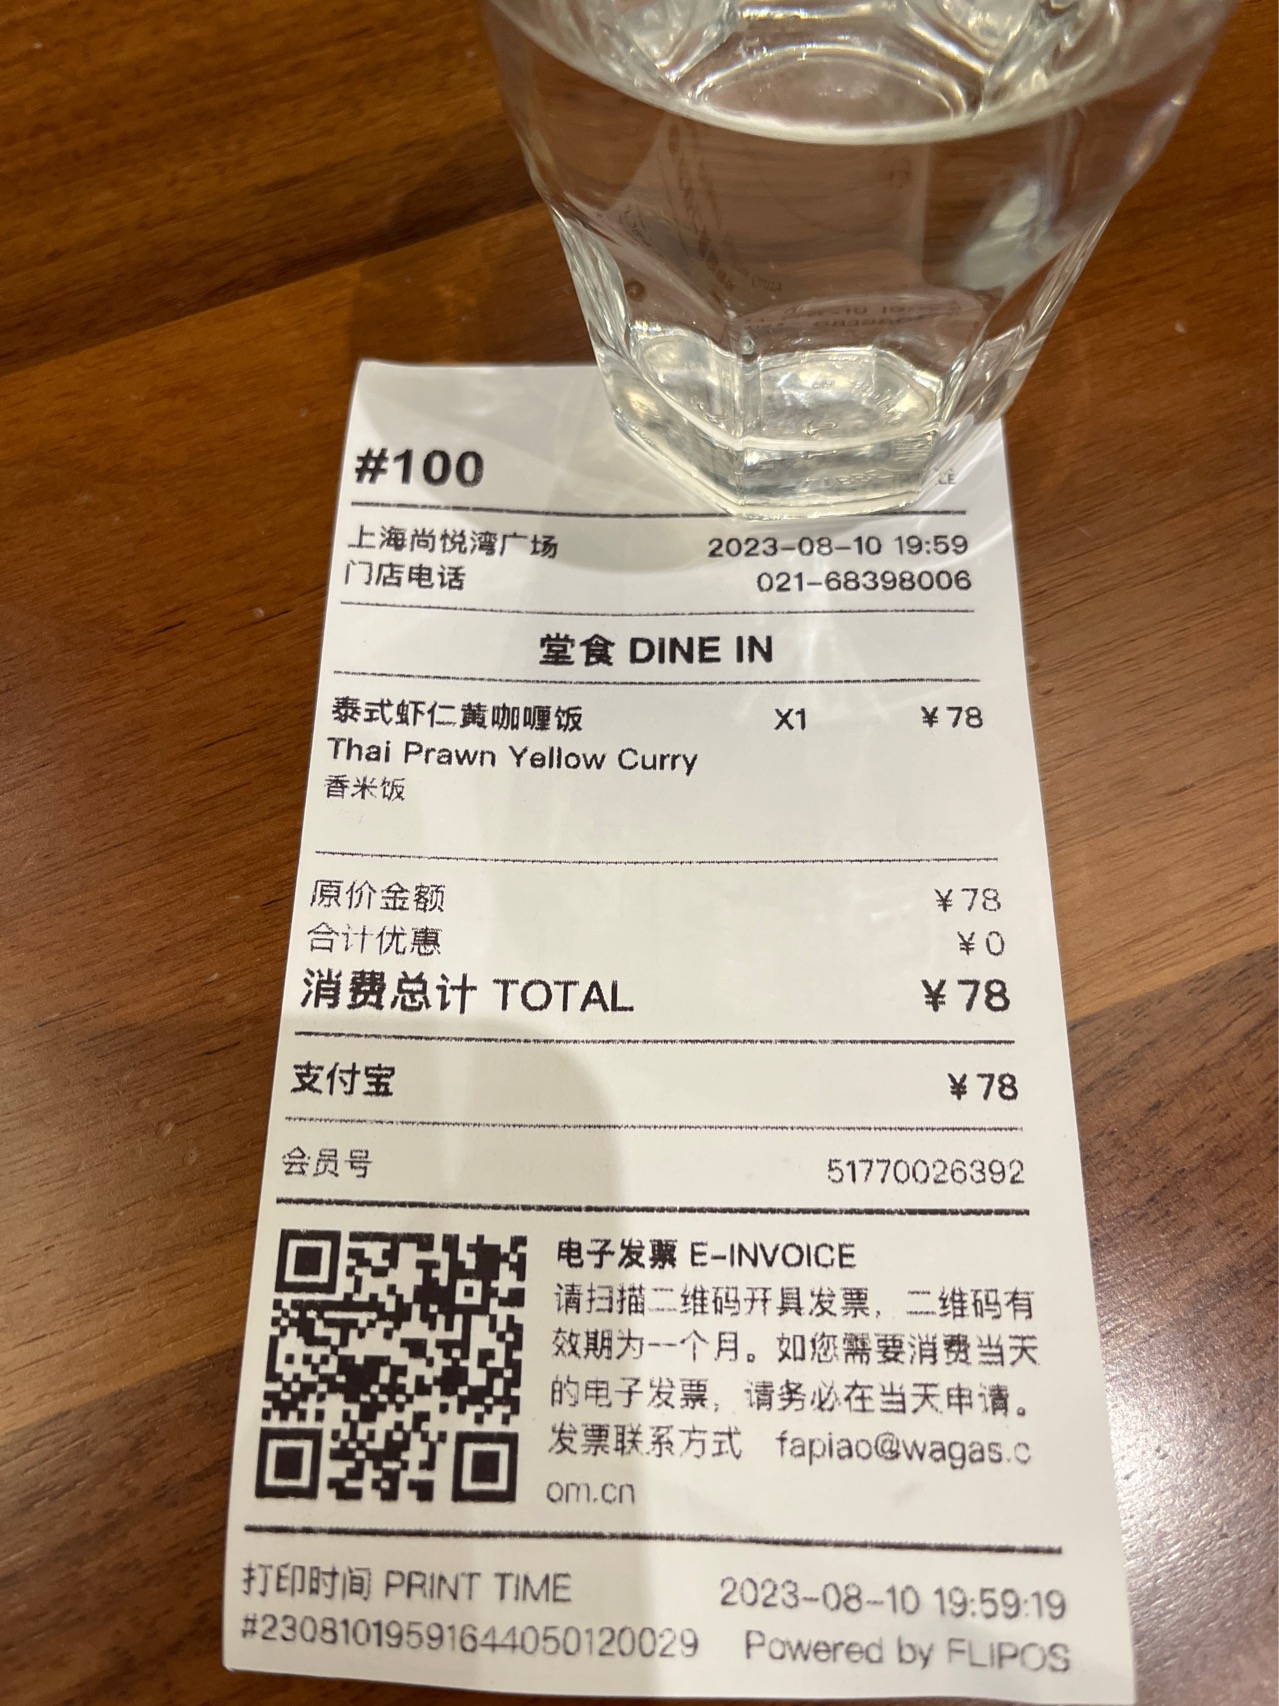 #100
上海尚悦湾广场 2023-08-10 19:59
门店电话 021-68398006
堂食 DINE IN
泰式虾仁黄咖喱饭 X1 ¥78
Thai Prawn Yellow Curry
香米饭
原价金额 ¥78
合计优惠 ¥0
消费总计 TOTAL ¥78
支付宝 ¥78
会员号 51770026392
电子发票 E-INVOICE
请扫描二维码开具发票，二维码有
效期为一个月。如您需要消费当天
的电子发票，请务必在当天申请。
发票联系方式 fapiao@wagas.c
om.cn
打印时间 PRINT TIME 2023-08-10 19:59:19
#23081019591644050120029 Powered by FLIPOS